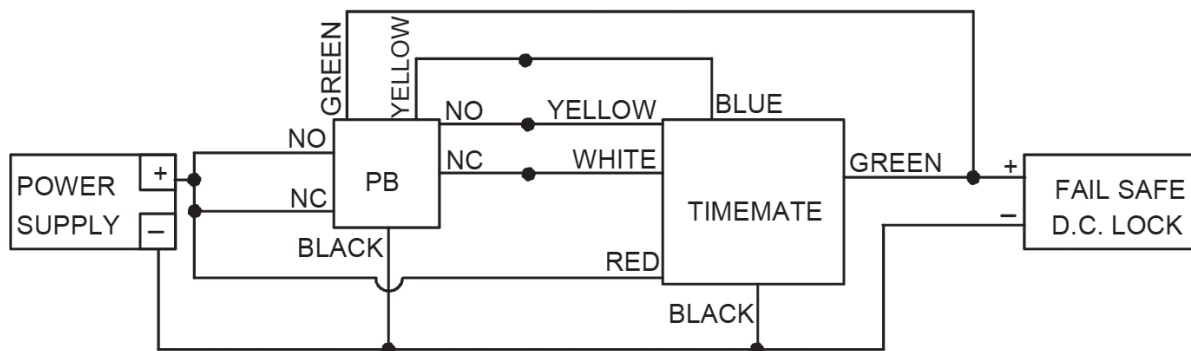 GREEN
YELLOW
BLUE
NO
YELLOW
NO
NC
WHITE
GREEN
+
POWER
SUPPLY
+
−
PB
TIMEMATE
+
−
FAIL SAFE
D.C. LOCK
NC
BLACK
RED
BLACK